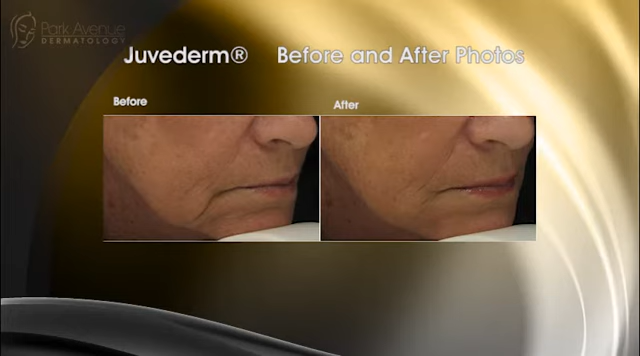 Park Avenue
DERMATOLOGY
Juvederm® Before and After Photos
Before
After